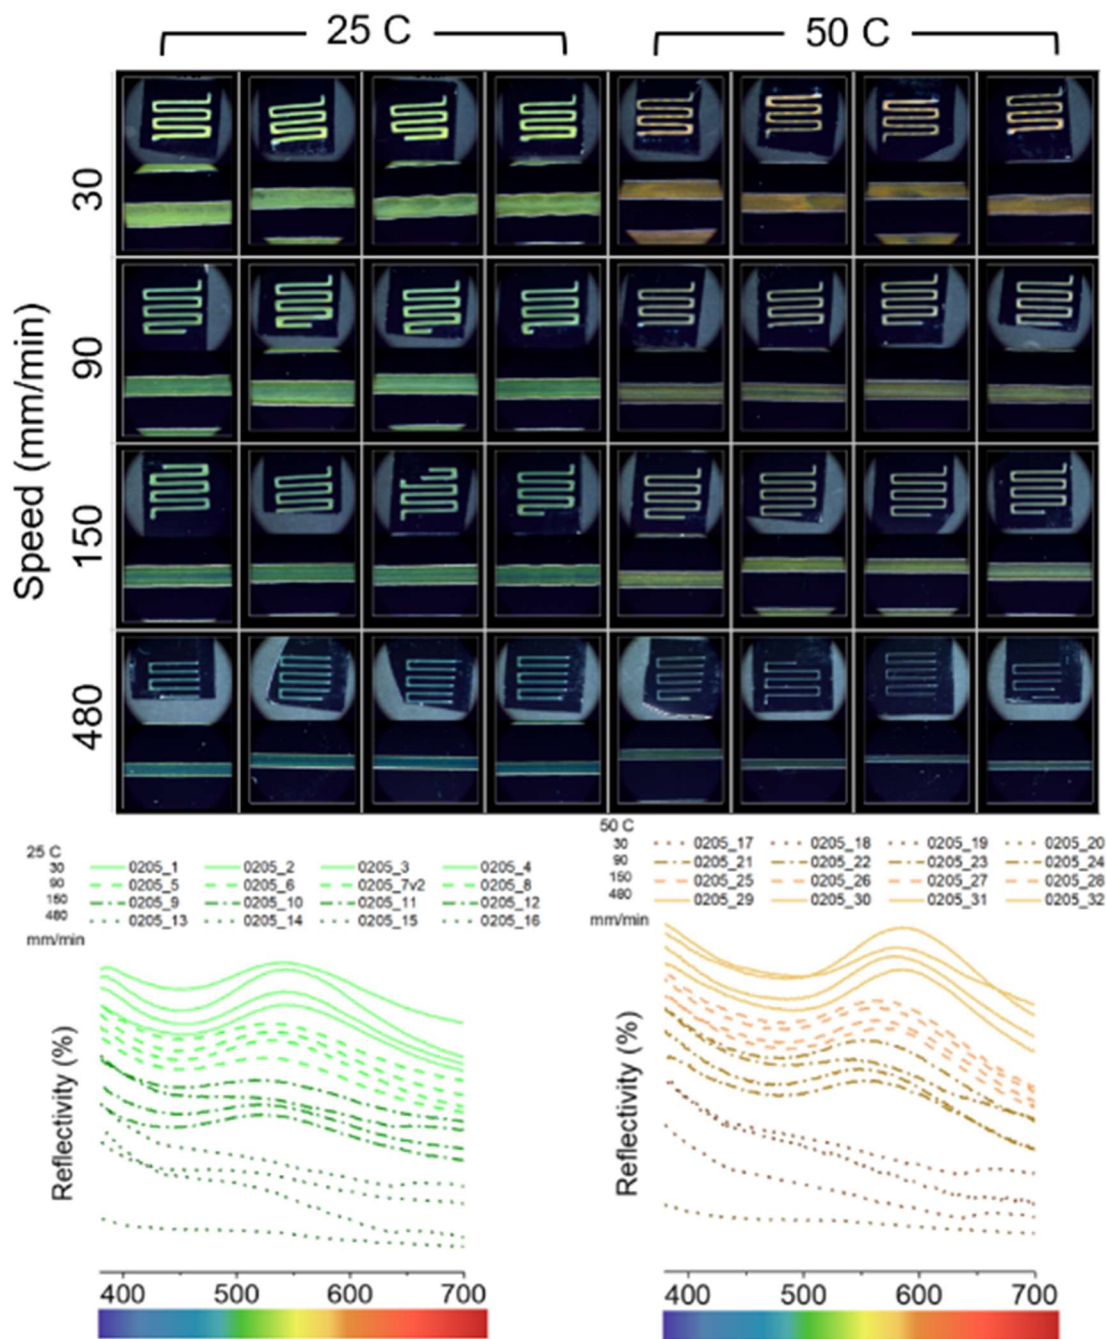 25 C
50 C
Speed (mm/min)
30
90
150
480
25 C
30
90
150
480
mm/min
0205_1 0205_2 0205_3 0205_4
0205_5 0205_6 0205_7v2 0205_8
0205_9 0205_10 0205_11 0205_12
0205_13 0205_14 0205_15 0205_16
50 C
30
90
150
480
mm/min
0205_17 0205_18 0205_19 0205_20
0205_21 0205_22 0205_23 0205_24
0205_25 0205_26 0205_27 0205_28
0205_29 0205_30 0205_31 0205_32
Reflectivity (%)
400 500 600 700
Reflectivity (%)
400 500 600 700